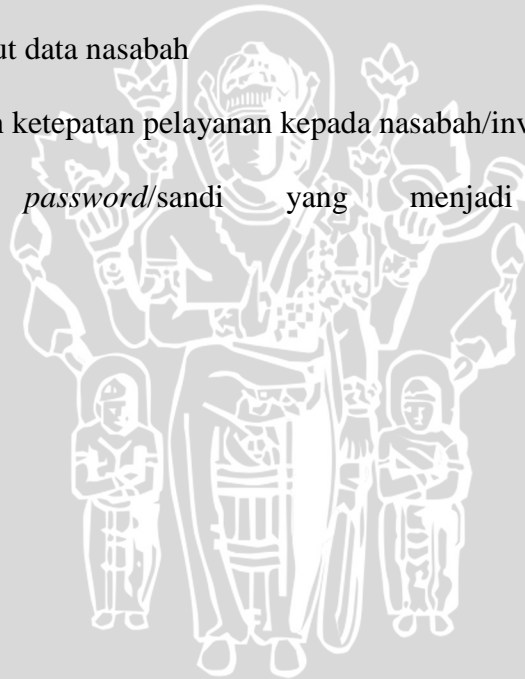 ut data nasabah
ketepatan pelayanan kepada nasabah/inv
password/sandi yang menjadi